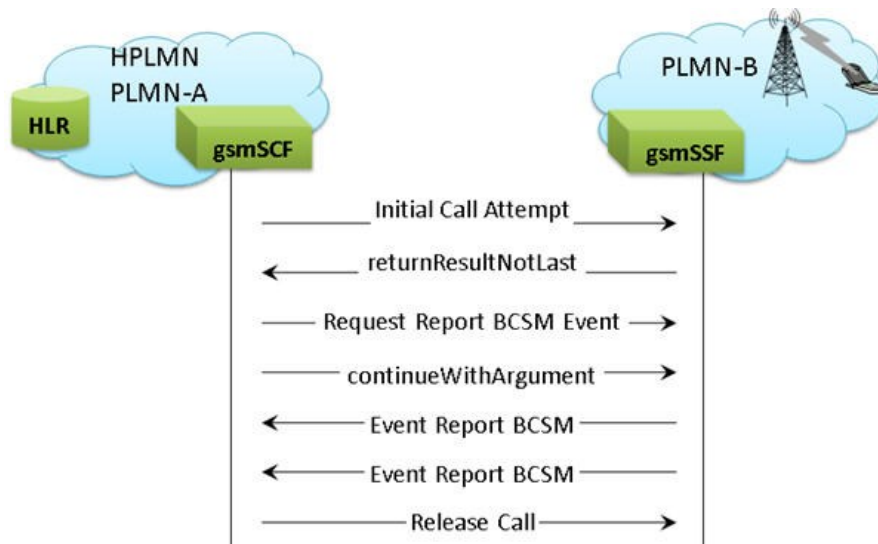 HPLMN
PLMN-A
HLR
gsmSCF
PLMN-B
gsmSSF
Initial Call Attempt
returnResultNotLast
Request Report BCSM Event
continueWithArgument
Event Report BCSM
Event Report BCSM
Release Call